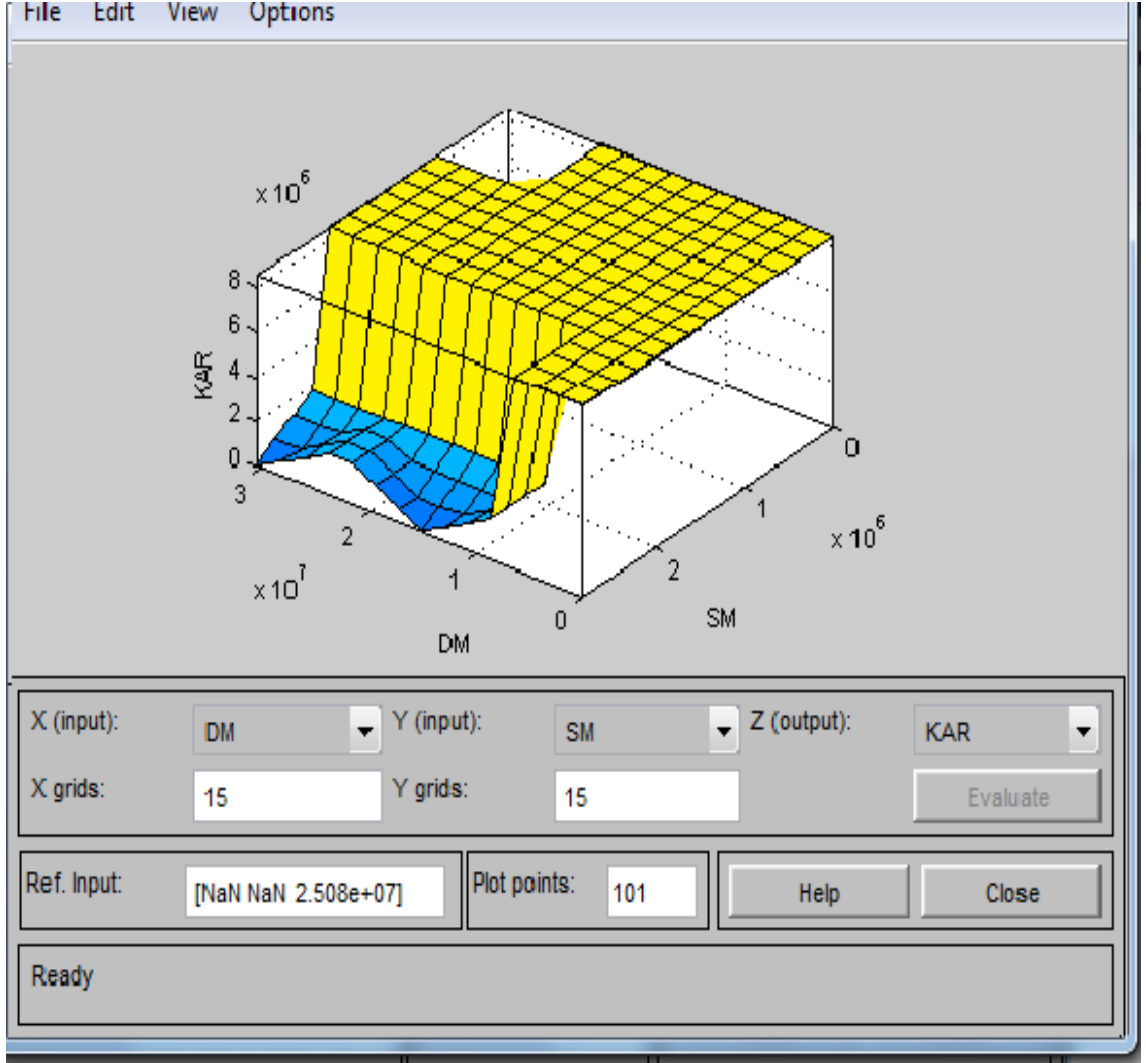 File Edit View Options
x 10^6
8
6
4
2
0
KAR
3
2
1
0
x 10^7
DM
0
1
2
x 10^6
SM
X (input): DM Y (input): SM Z (output): KAR
X grids: 15 Y grids: 15 Evaluate
Ref. Input: [NaN NaN 2.508e+07] Plot points: 101 Help Close
Ready